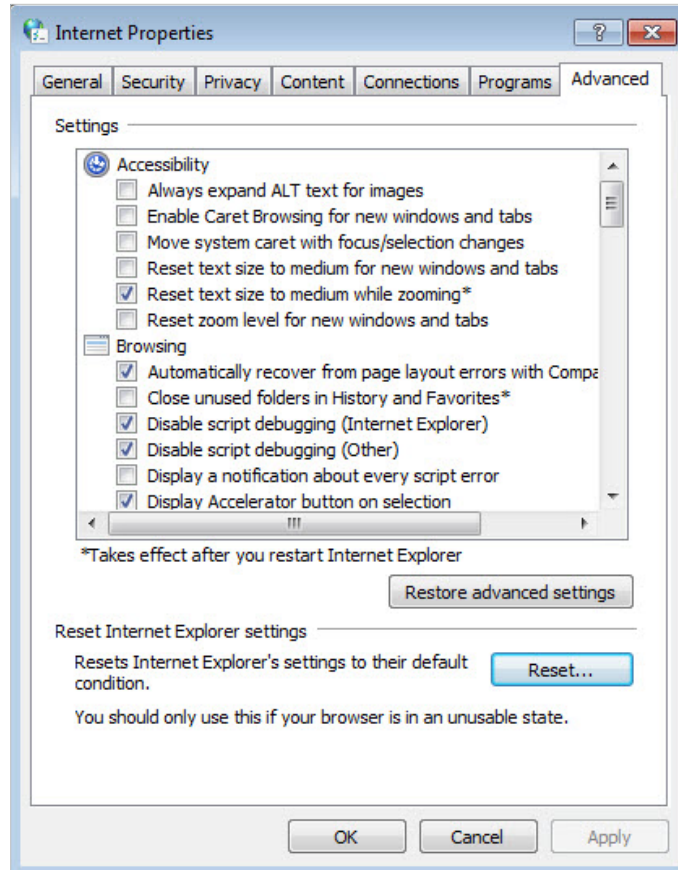 Internet Properties
General Security Privacy Content Connections Programs Advanced
Settings
Accessibility
Always expand ALT text for images
Enable Caret Browsing for new windows and tabs
Move system caret with focus/selection changes
Reset text size to medium for new windows and tabs
Reset text size to medium while zooming*
Reset zoom level for new windows and tabs
Browsing
Automatically recover from page layout errors with Compa
Close unused folders in History and Favorites*
Disable script debugging (Internet Explorer)
Disable script debugging (Other)
Display a notification about every script error
Display Accelerator button on selection
*Takes effect after you restart Internet Explorer
Restore advanced settings
Reset Internet Explorer settings
Resets Internet Explorer's settings to their default
condition.
Reset...
You should only use this if your browser is in an unusable state.
OK Cancel Apply